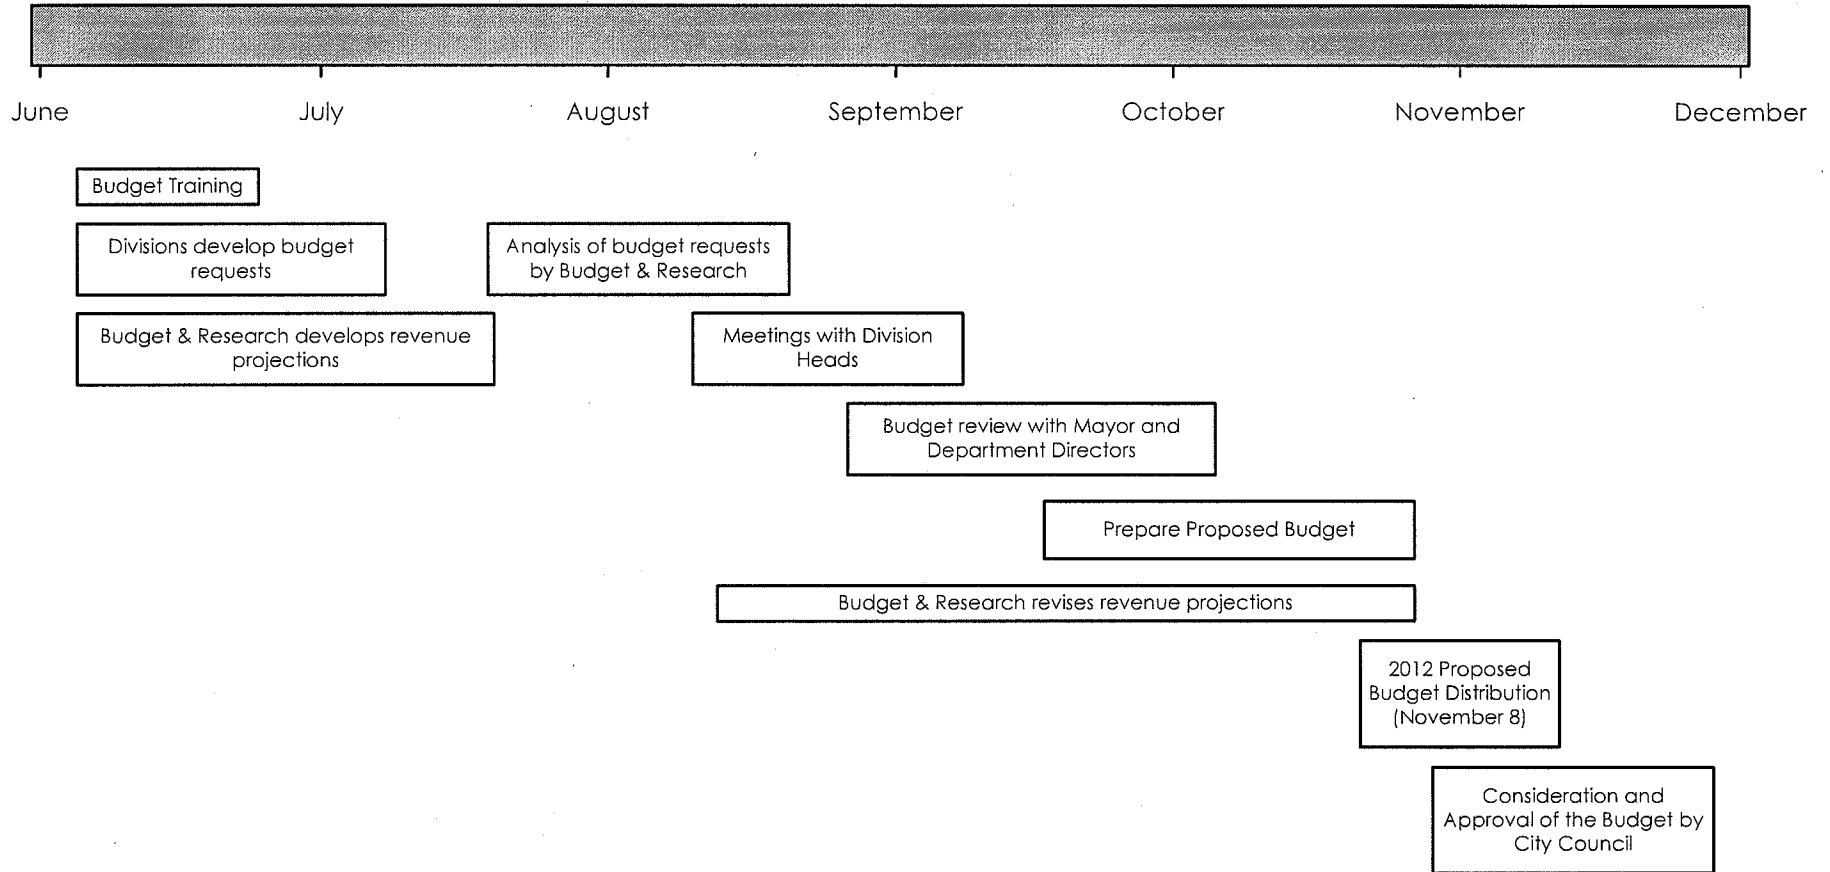 June
July
August
September
October
November
December
Budget Training
Divisions develop budget
requests
Analysis of budget requests
by Budget & Research
Budget & Research develops revenue
projections
Meetings with Division
Heads
Budget review with Mayor and
Department Directors
Prepare Proposed Budget
Budget & Research revises revenue projections
2012 Proposed
Budget Distribution
(November 8)
Consideration and
Approval of the Budget by
City Council